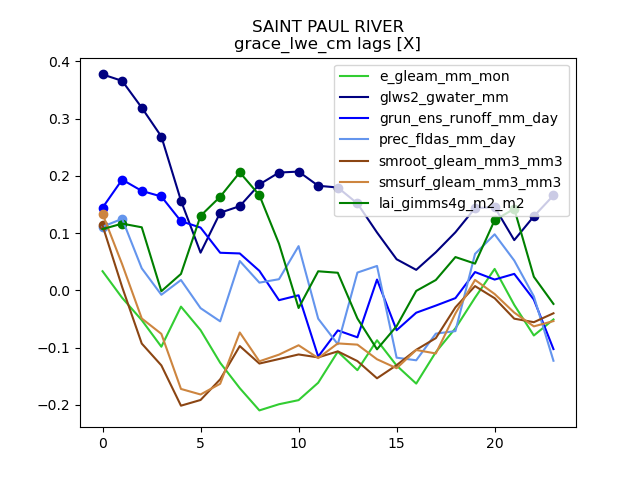 SAINT PAUL RIVER
grace_lwe_cm lags [X]
e_gleam_mm_mon
glws2_gwater_mm
grun_ens_runoff_mm_day
prec_fldas_mm_day
smroot_gleam_mm3_mm3
smsurf_gleam_mm3_mm3
lai_gimms4g_m2_m2
0.4
0.3
0.2
0.1
0.0
−0.1
−0.2
0 5 10 15 20